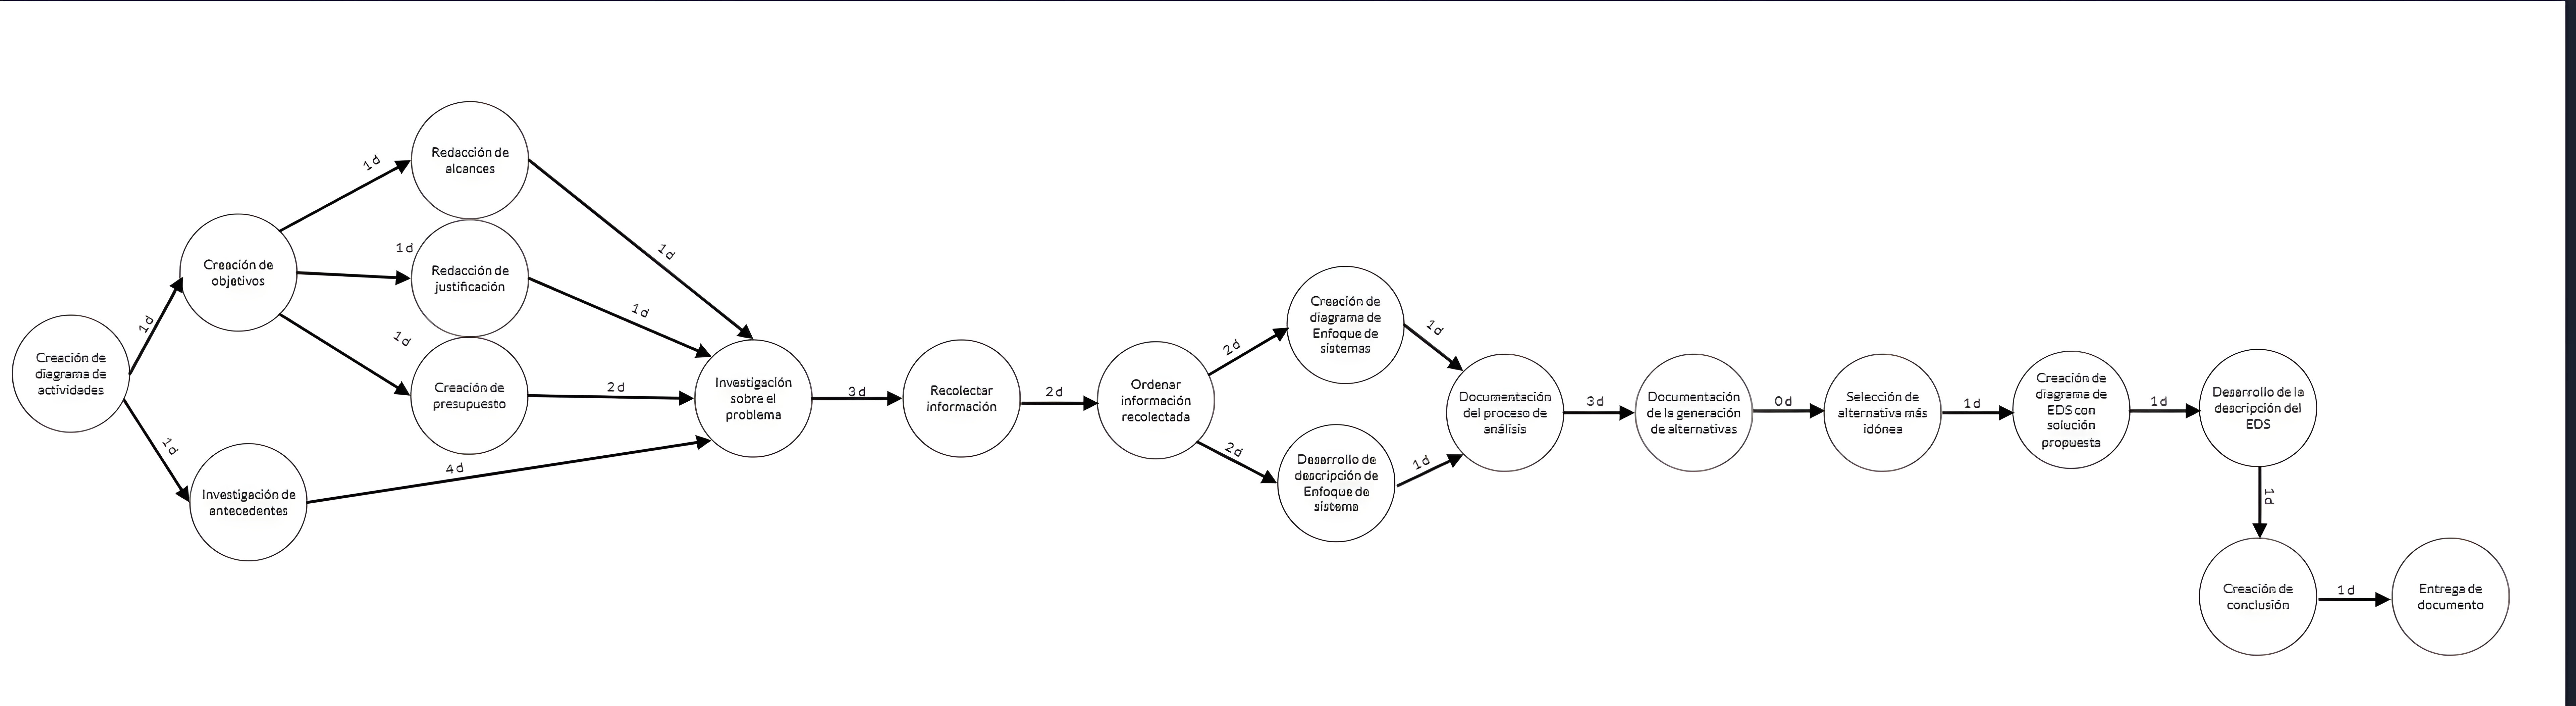 Creación de
diagrama de
actividades
1 d
1 d
Creación de
objetivos
Investigación de
antecedentes
1 d
1 d
1 d
4 d
Redacción de
alcances
Redacción de
justificación
Creación de
presupuesto
1 d
1 d
2 d
Investigación
sobre el
problema
3 d
Recolectar
información
2 d
Ordenar
información
recolectada
2 d
2 d
Creación de
diagrama de
Enfoque de
sistemas
Desarrollo de
descripción de
Enfoque de
sistema
1 d
1 d
Documentación
del proceso de
análisis
3 d
Documentación
de la generación
de alternativas
0 d
Selección de
alternativa más
idónea
1 d
Creación de
diagrama de
EDS con
solución
propuesta
1 d
Desarrollo de la
descripción del
EDS
1 d
Creación de
conclusión
1 d
Entrega de
documento